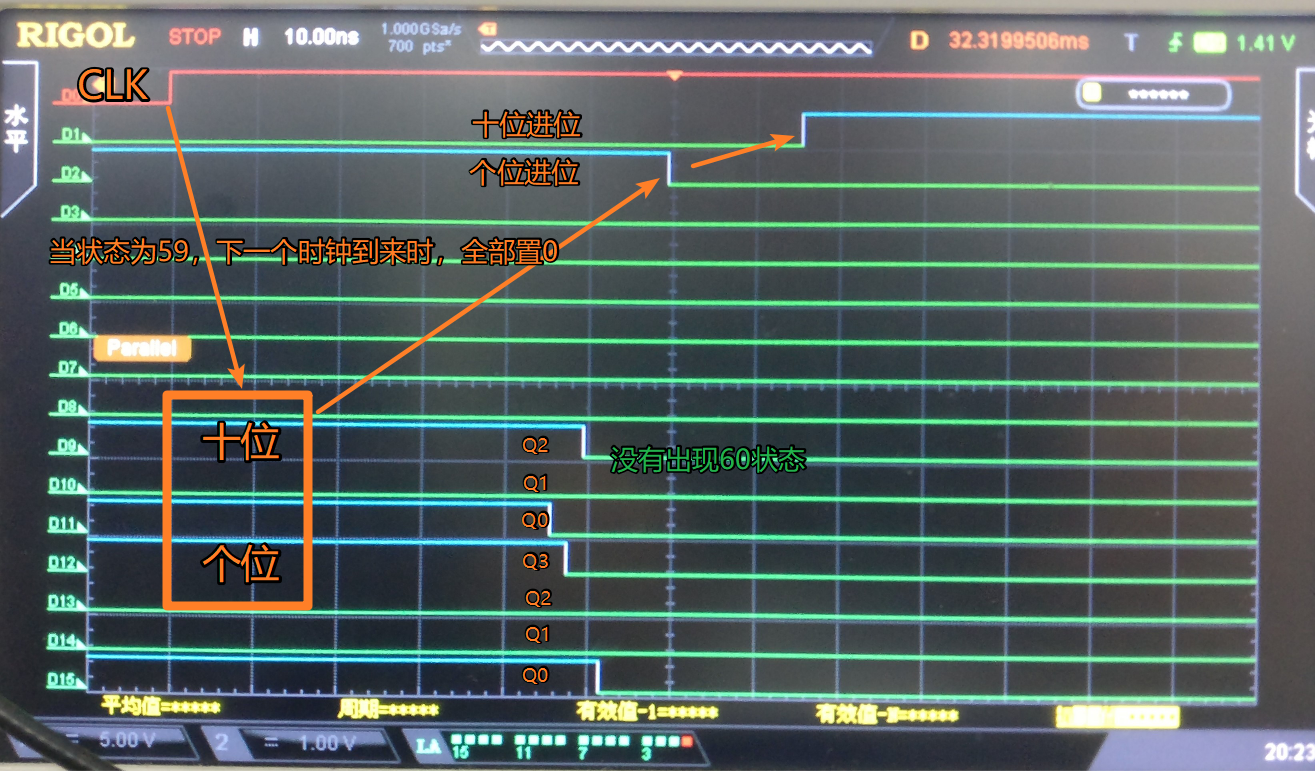 RIGOL STOP H 10.00ns 1.000GSa/s 700 pts D 32.3199506ms T 1.41 V
CLK
水平
******
D1
十位进位
个位进位
D2
D3
当状态为59，下一个时钟到来时，全部置0
D5
D6
Parallel
D7
D8
十位
Q2
没有出现60状态
D9
Q1
D10
Q0
D11
个位
Q3
D12
Q2
D13
Q1
D14
Q0
D15
平均值=***** 周期=***** 有效值-1=***** 有效值-N=*****
5.00 V 2 1.00 V LA 15 11 7 3
20:23